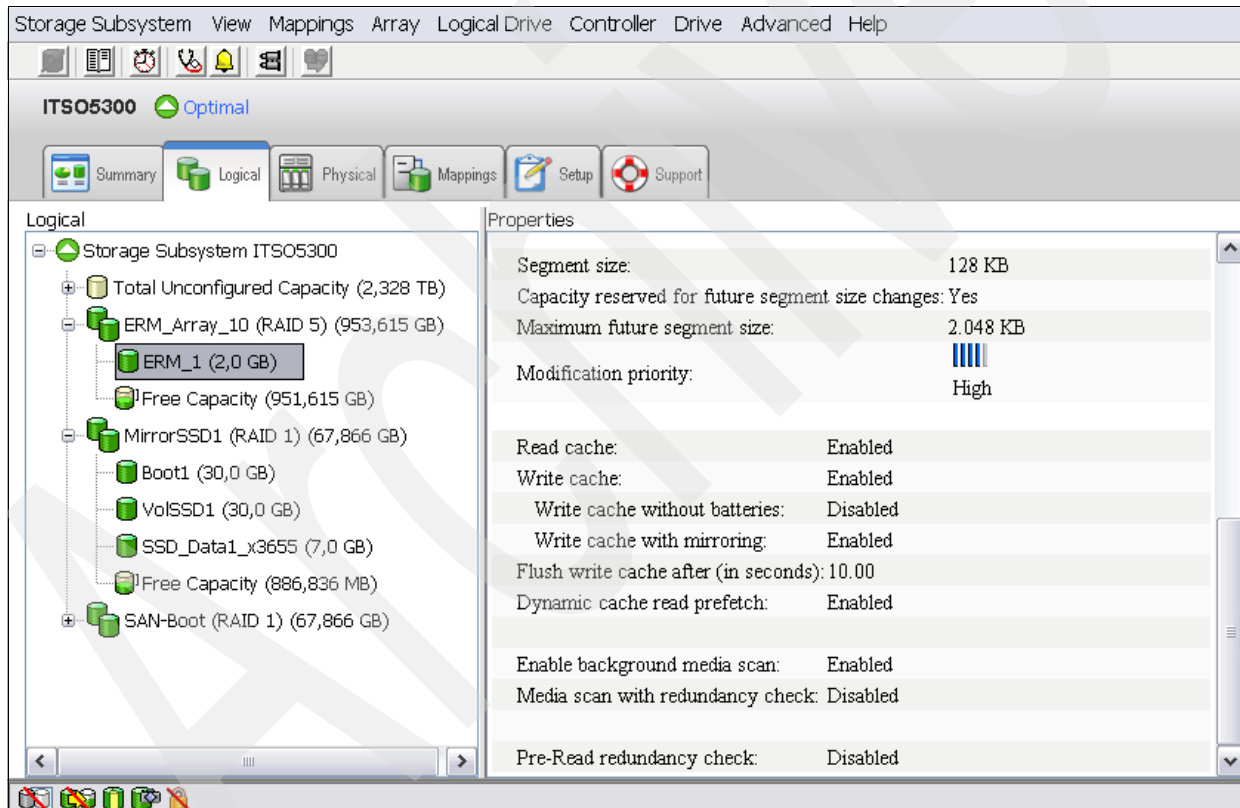 Storage Subsystem View Mappings Array Logical Drive Controller Drive Advanced Help
ITSO5300 Optimal
Summary Logical Physical Mappings Setup Support
Logical
Storage Subsystem ITSO5300
Total Unconfigured Capacity (2,328 TB)
ERM_Array_10 (RAID 5) (953,615 GB)
ERM_1 (2,0 GB)
Free Capacity (951,615 GB)
MirrorSSD1 (RAID 1) (67,866 GB)
Boot1 (30,0 GB)
VolSSD1 (30,0 GB)
SSD_Data1_x3655 (7,0 GB)
Free Capacity (886,836 MB)
SAN-Boot (RAID 1) (67,866 GB)
Properties
Segment size: 128 KB
Capacity reserved for future segment size changes: Yes
Maximum future segment size: 2.048 KB
Modification priority:
High
Read cache: Enabled
Write cache: Enabled
Write cache without batteries: Disabled
Write cache with mirroring: Enabled
Flush write cache after (in seconds): 10.00
Dynamic cache read prefetch: Enabled
Enable background media scan: Enabled
Media scan with redundancy check: Disabled
Pre-Read redundancy check: Disabled